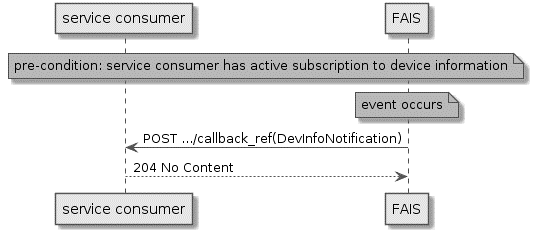 service consumer
FAIS
pre-condition: service consumer has active subscription to device information
event occurs
POST .../callback_ref(DevInfoNotification)
204 No Content
service consumer
FAIS